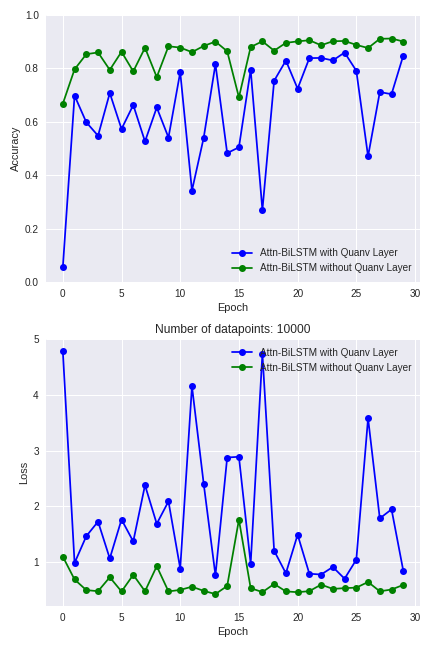 1.0
0.8
0.6
0.4
0.2
0.0
Accuracy
Attn-BiLSTM with Quanv Layer
Attn-BiLSTM without Quanv Layer
0 5 10 15 20 25 30
Epoch
Number of datapoints: 10000
5
4
3
2
1
Loss
Attn-BiLSTM with Quanv Layer
Attn-BiLSTM without Quanv Layer
0 5 10 15 20 25 30
Epoch